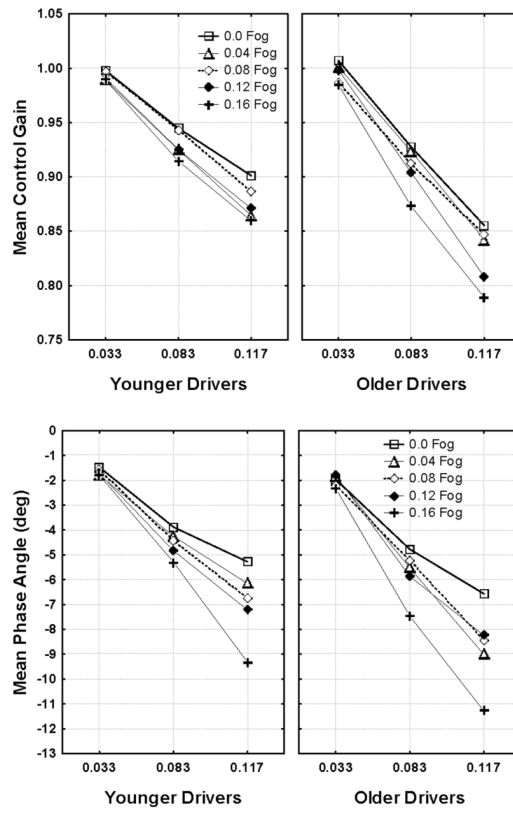 1.05
1.00
0.95
0.90
0.85
0.80
0.75
Mean Control Gain
0.0 Fog
0.04 Fog
0.08 Fog
0.12 Fog
0.16 Fog
0.033 0.083 0.117
0.033 0.083 0.117
Younger Drivers
Older Drivers
0
-1
-2
-3
-4
-5
-6
-7
-8
-9
-10
-11
-12
-13
Mean Phase Angle (deg)
0.0 Fog
0.04 Fog
0.08 Fog
0.12 Fog
0.16 Fog
0.033 0.083 0.117
0.033 0.083 0.117
Younger Drivers
Older Drivers